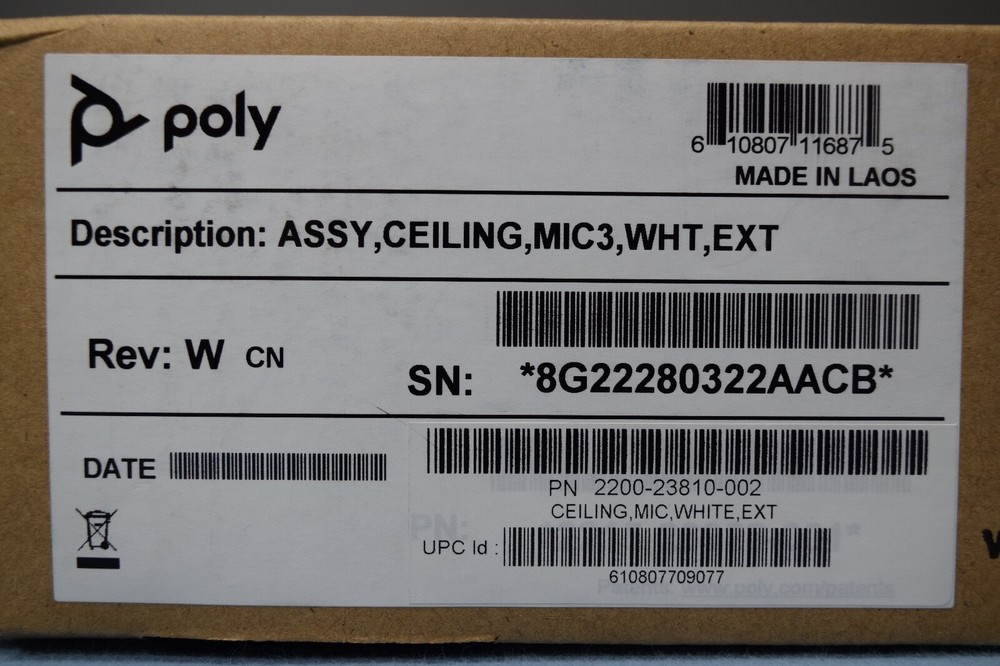 poly
6 10807 11687 5
MADE IN LAOS
Description: ASSY,CEILING,MIC3,WHT,EXT
Rev: W CN
SN: *8G22280322AACB*
DATE
PN 2200-23810-002
CEILING,MIC,WHITE,EXT
PN:
UPC Id :
610807709077
Patents: www.poly.com/patents